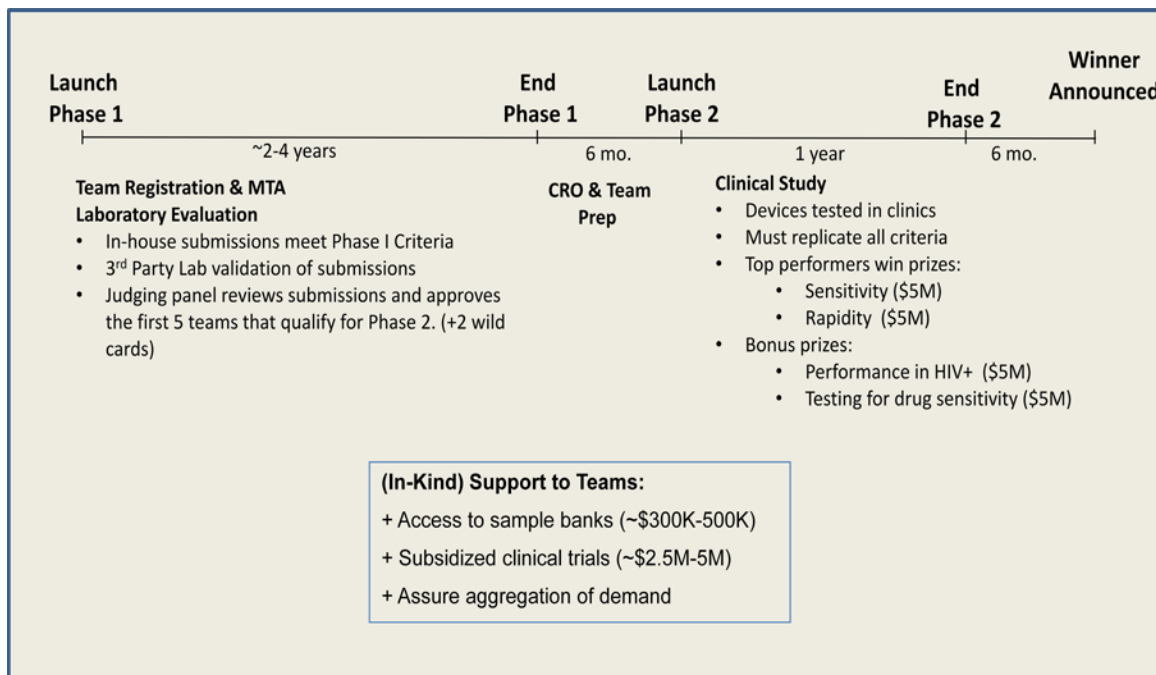 Launch
Phase 1
End
Phase 1
Launch
Phase 2
End
Phase 2
Winner
Announced
~2-4 years
6 mo.
1 year
6 mo.
Team Registration & MTA
Laboratory Evaluation
• In-house submissions meet Phase I Criteria
• 3rd Party Lab validation of submissions
• Judging panel reviews submissions and approves
the first 5 teams that qualify for Phase 2. (+2 wild
cards)
CRO & Team
Prep
Clinical Study
• Devices tested in clinics
• Must replicate all criteria
• Top performers win prizes:
• Sensitivity ($5M)
• Rapidity ($5M)
• Bonus prizes:
• Performance in HIV+ ($5M)
• Testing for drug sensitivity ($5M)
(In-Kind) Support to Teams:
+ Access to sample banks (~$300K-500K)
+ Subsidized clinical trials (~$2.5M-5M)
+ Assure aggregation of demand